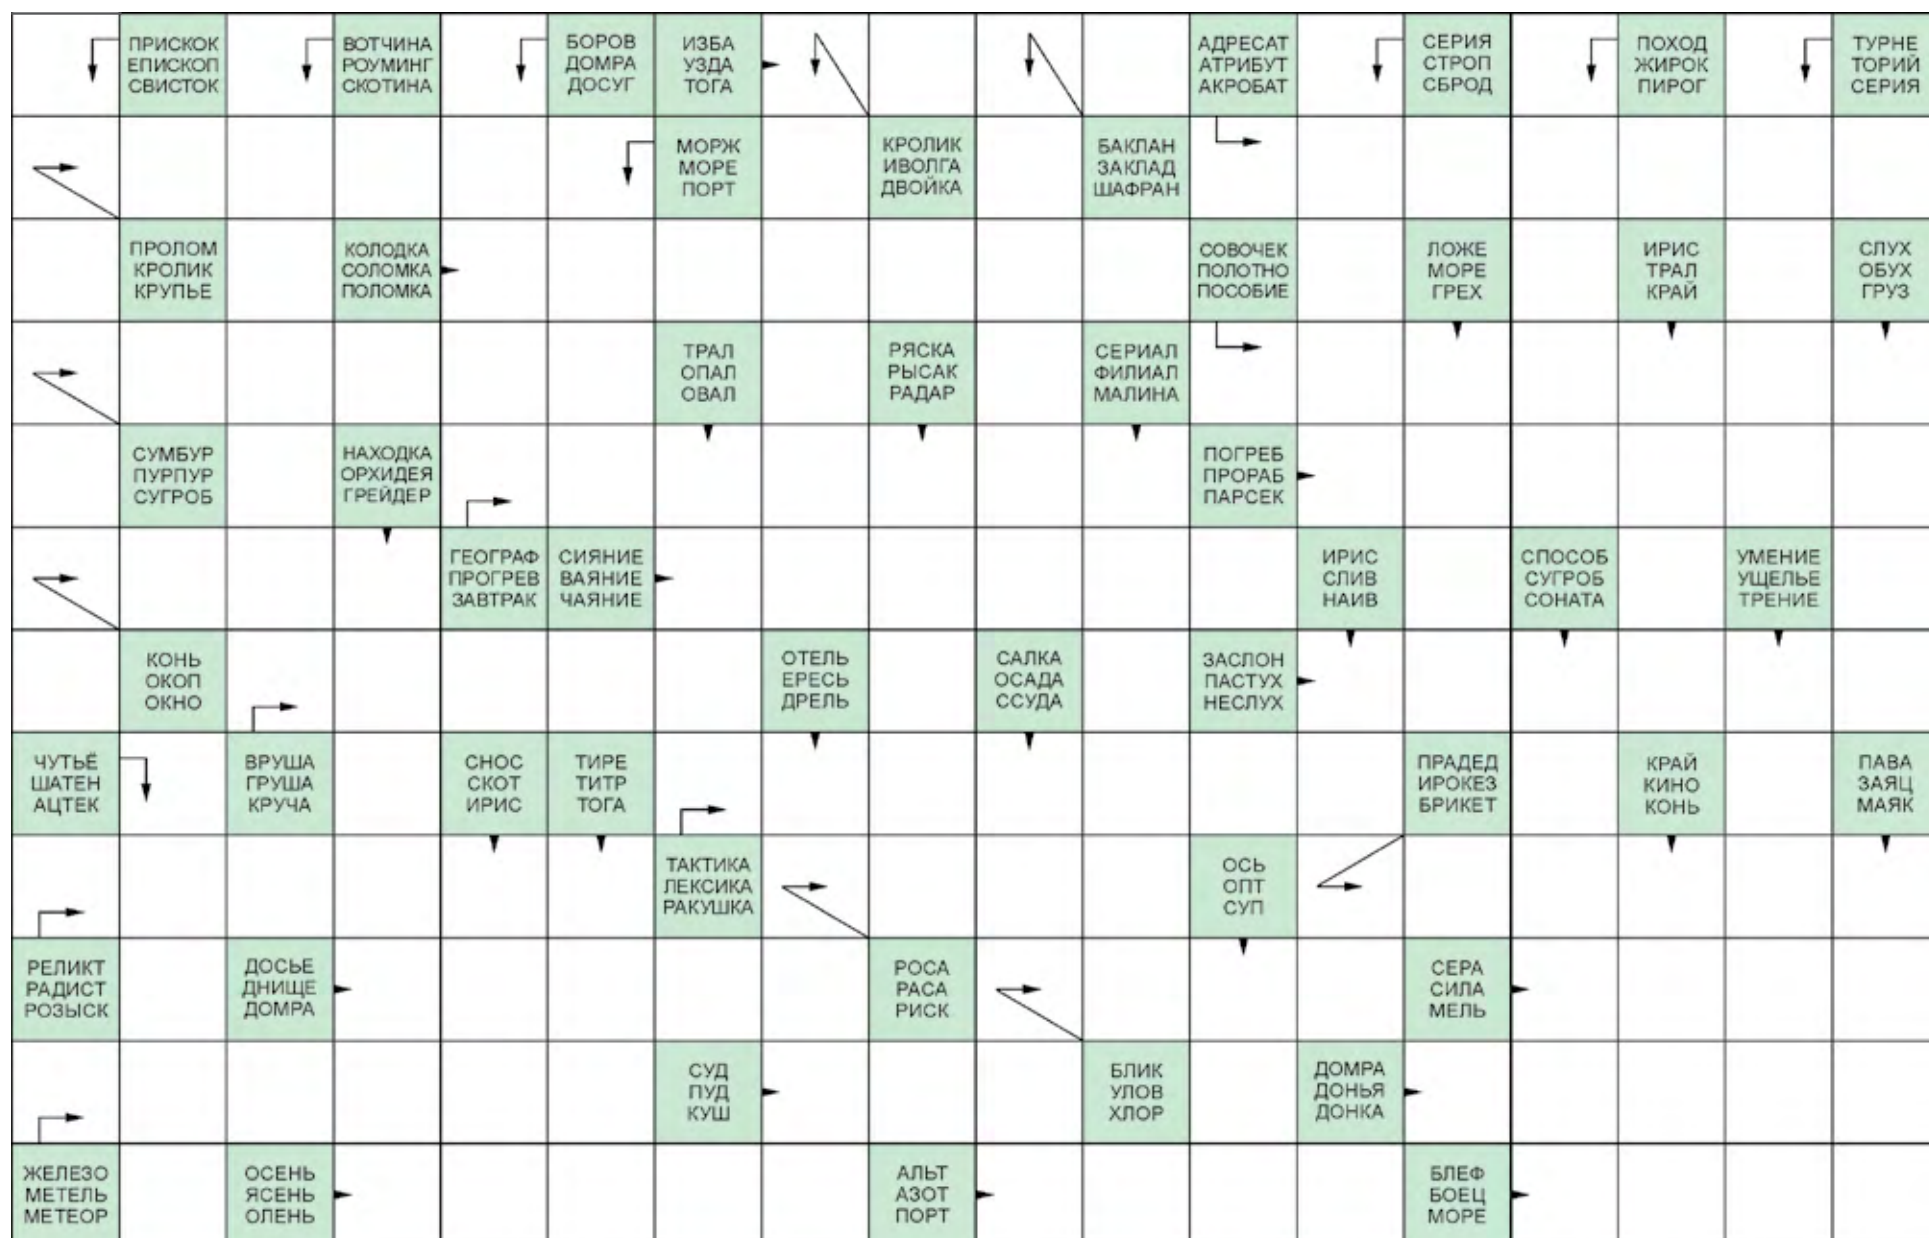 ПРИСКОК
ЕПИСКОП
СВИСТОК
ВОТЧИНА
РОУМИНГ
СКОТИНА
БОРОВ
ДОМРА
ДОСУГ
ИЗБА
УЗДА
ТОГА
АДРЕСАТ
АТРИБУТ
АКРОБАТ
СЕРИЯ
СТРОП
СБРОД
ПОХОД
ЖИРОК
ПИРОГ
ТУРНЕ
ТОРИЙ
СЕРИЯ
МОРЖ
МОРЕ
ПОРТ
КРОЛИК
ИВОЛГА
ДВОЙКА
БАКЛАН
ЗАКЛАД
ШАФРАН
ПРОЛОМ
КРОЛИК
КРУПЬЕ
КОЛОДКА
СОЛОМКА
ПОЛОМКА
СОВОЧЕК
ПОЛОТНО
ПОСОБИЕ
ЛОЖЕ
МОРЕ
ГРЕХ
ИРИС
ТРАЛ
КРАЙ
СЛУХ
ОБУХ
ГРУЗ
ТРАЛ
ОПАЛ
ОВАЛ
РЯСКА
РЫСАК
РАДАР
СЕРИАЛ
ФИЛИАЛ
МАЛИНА
СУМБУР
ПУРПУР
СУГРОБ
НАХОДКА
ОРХИДЕЯ
ГРЕЙДЕР
ПОГРЕБ
ПРОРАБ
ПАРСЕК
ГЕОГРАФ
ПРОГРЕВ
ЗАВТРАК
СИЯНИЕ
ВАЯНИЕ
ЧАЯНИЕ
ИРИС
СЛИВ
НАИВ
СПОСОБ
СУГРОБ
СОНАТА
УМЕНИЕ
УЩЕЛЬЕ
ТРЕНИЕ
КОНЬ
ОКОП
ОКНО
ОТЕЛЬ
ЕРЕСЬ
ДРЕЛЬ
САЛКА
ОСАДА
ССУДА
ЗАСЛОН
ПАСТУХ
НЕСЛУХ
ЧУТЬЁ
ШАТЕН
АЦТЕК
ВРУША
ГРУША
КРУЧА
СНОС
СКОТ
ИРИС
ТИРЕ
ТИТР
ТОГА
ПРАДЕД
ИРОКЕЗ
БРИКЕТ
КРАЙ
КИНО
КОНЬ
ПАВА
ЗАЯЦ
МАЯК
ТАКТИКА
ЛЕКСИКА
РАКУШКА
ОСЬ
ОПТ
СУП
РЕЛИКТ
РАДИСТ
РОЗЫСК
ДОСЬЕ
ДНИЩЕ
ДОМРА
РОСА
РАСА
РИСК
СЕРА
СИЛА
МЕЛЬ
СУД
ПУД
КУШ
БЛИК
УЛОВ
ХЛОР
ДОМРА
ДОНЬЯ
ДОНКА
ЖЕЛЕЗО
МЕТЕЛЬ
МЕТЕОР
ОСЕНЬ
ЯСЕНЬ
ОЛЕНЬ
АЛЬТ
АЗОТ
ПОРТ
БЛЕФ
БОЕЦ
МОРЕ